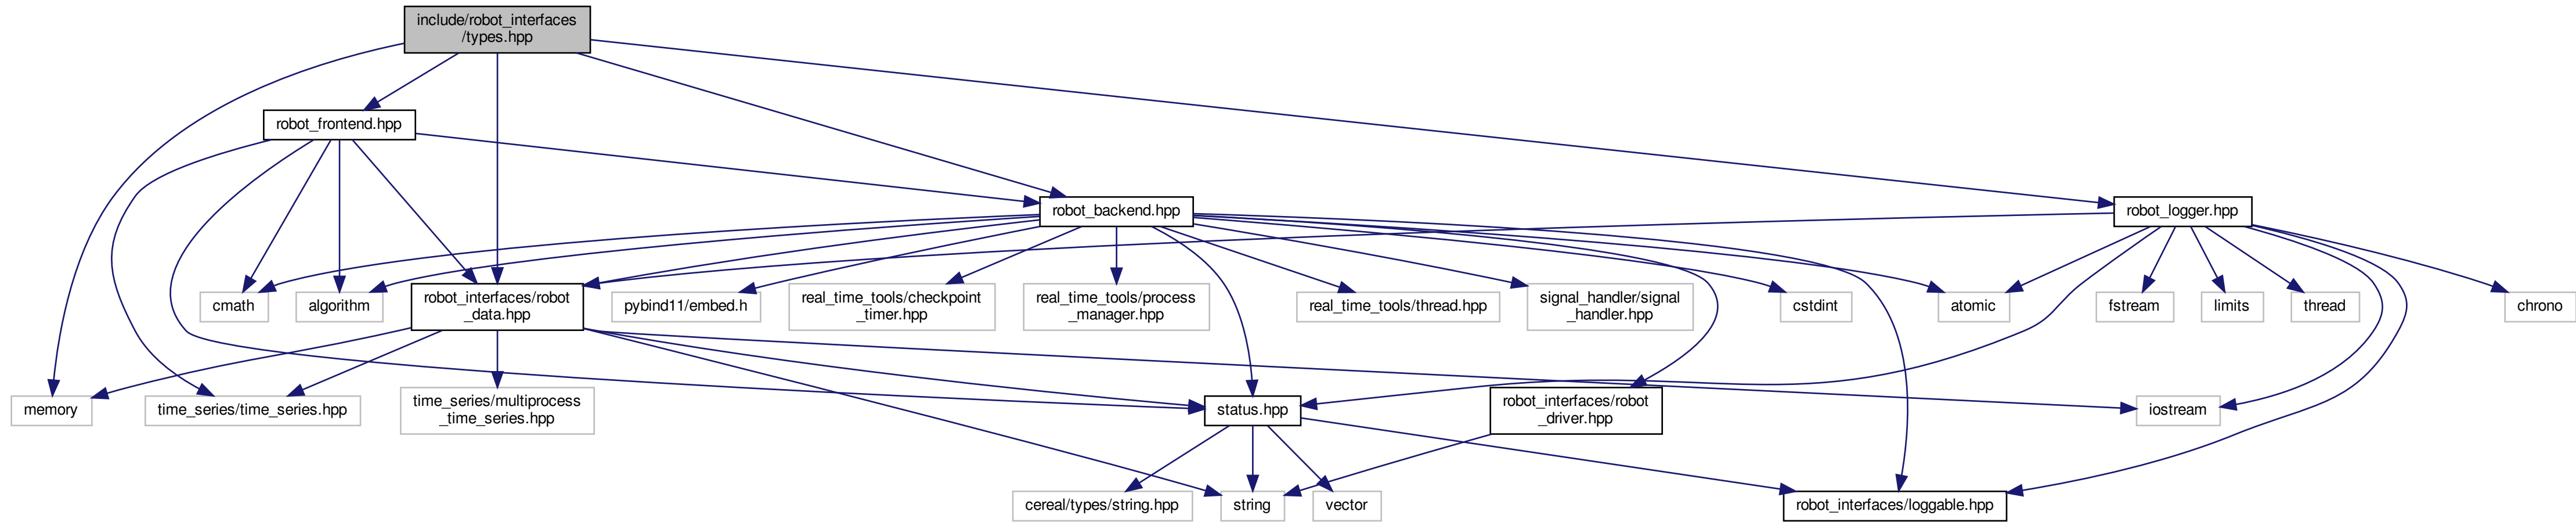 include/robot_interfaces
/types.hpp
robot_frontend.hpp
robot_backend.hpp
robot_logger.hpp
cmath
algorithm
robot_interfaces/robot
_data.hpp
pybind11/embed.h
real_time_tools/checkpoint
_timer.hpp
real_time_tools/process
_manager.hpp
real_time_tools/thread.hpp
signal_handler/signal
_handler.hpp
cstdint
atomic
fstream
limits
thread
chrono
memory
time_series/time_series.hpp
time_series/multiprocess
_time_series.hpp
status.hpp
robot_interfaces/robot
_driver.hpp
iostream
cereal/types/string.hpp
string
vector
robot_interfaces/loggable.hpp